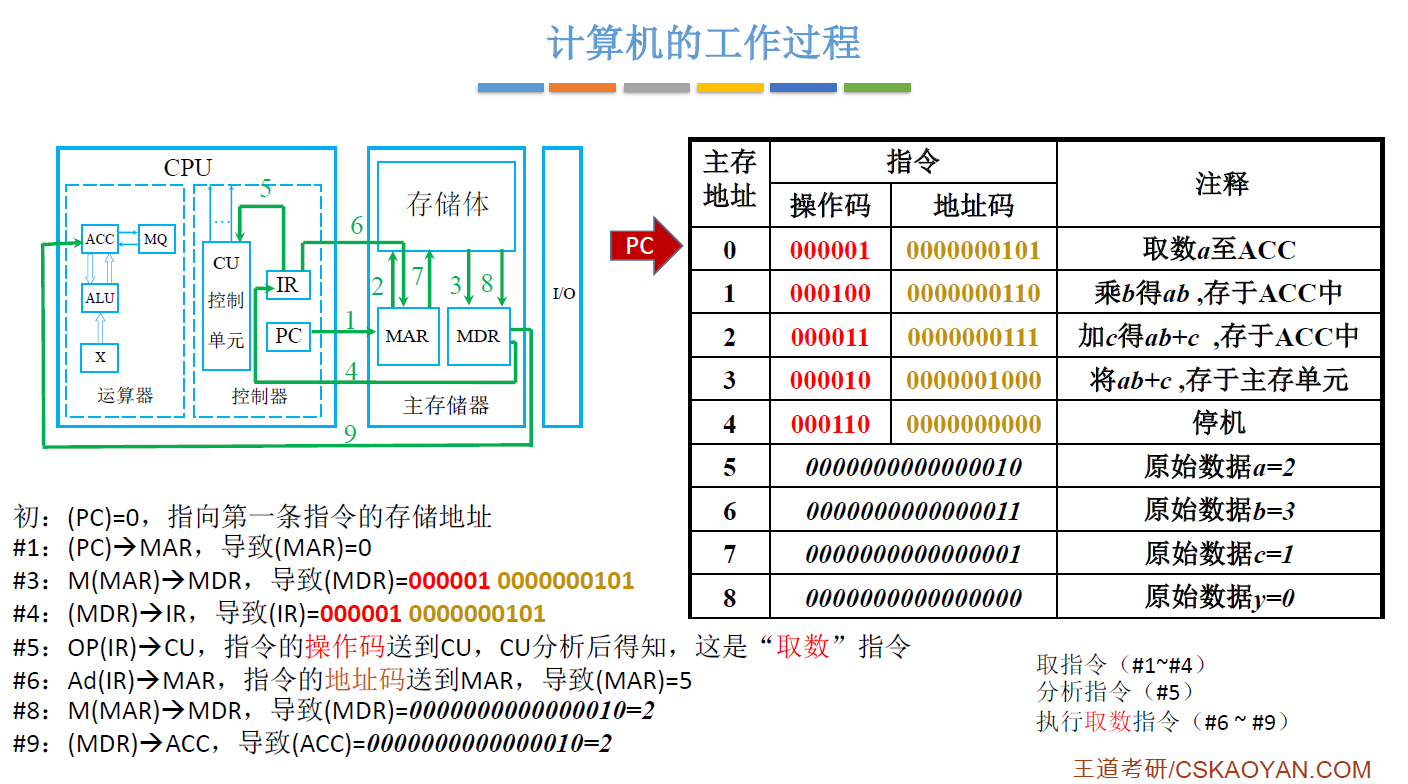 计算机的工作过程
CPU
5
ACC
MQ
ALU
X
运算器
...
CU
控制
单元
IR
PC
控制器
6
1
4
9
存储体
2
7
3
8
MAR
MDR
主存储器
I/O
PC
主存地址 指令 注释
操作码 地址码
0 000001 0000000101 取数a至ACC
1 000100 0000000110 乘b得ab ,存于ACC中
2 000011 0000000111 加c得ab+c ,存于ACC中
3 000010 0000001000 将ab+c ,存于主存单元
4 000110 0000000000 停机
5 0000000000000010 原始数据a=2
6 0000000000000011 原始数据b=3
7 0000000000000001 原始数据c=1
8 0000000000000000 原始数据y=0
初：(PC)=0，指向第一条指令的存储地址
#1：(PC)→MAR，导致(MAR)=0
#3：M(MAR)→MDR，导致(MDR)=000001 0000000101
#4：(MDR)→IR，导致(IR)=000001 0000000101
#5：OP(IR)→CU，指令的操作码送到CU，CU分析后得知，这是“取数”指令
#6：Ad(IR)→MAR，指令的地址码送到MAR，导致(MAR)=5
#8：M(MAR)→MDR，导致(MDR)=0000000000000010=2
#9：(MDR)→ACC，导致(ACC)=0000000000000010=2
取指令（#1~#4）
分析指令（#5）
执行取数指令（#6 ~ #9）
王道考研/CSKAOYAN.COM